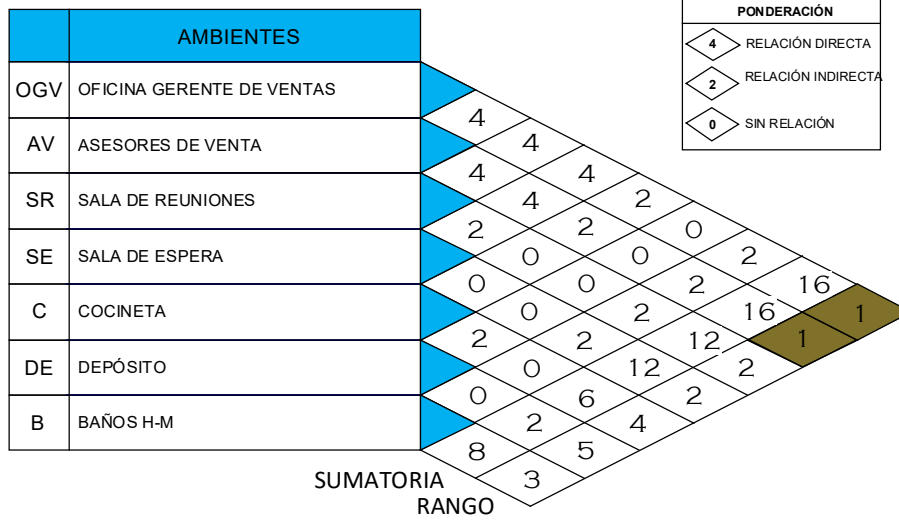 AMBIENTES
PONDERACIÓN
4 RELACIÓN DIRECTA
2 RELACIÓN INDIRECTA
0 SIN RELACIÓN
OGV OFICINA GERENTE DE VENTAS
4
AV ASESORES DE VENTA
4
4 4
SR SALA DE REUNIONES
4 2
2 2 0
SE SALA DE ESPERA
0 0 2
0 0 2 16
C COCINETA
0 2 16 1
2 2 12 1
DE DEPÓSITO
0 12 2
0 6 2
B BAÑOS H-M
2 4
8 5
SUMATORIA 3
RANGO